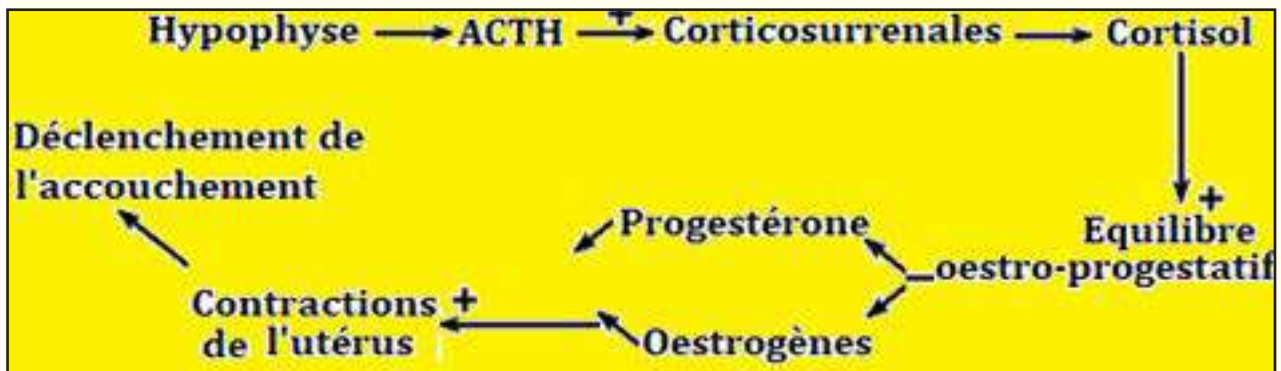 Hypophyse ACTH + Corticosurrenales Cortisol
Déclenchement de
l'accouchement
+
Progestérone Equilibre
oestro-progestatif
Contractions +
de l'utérus Oestrogènes